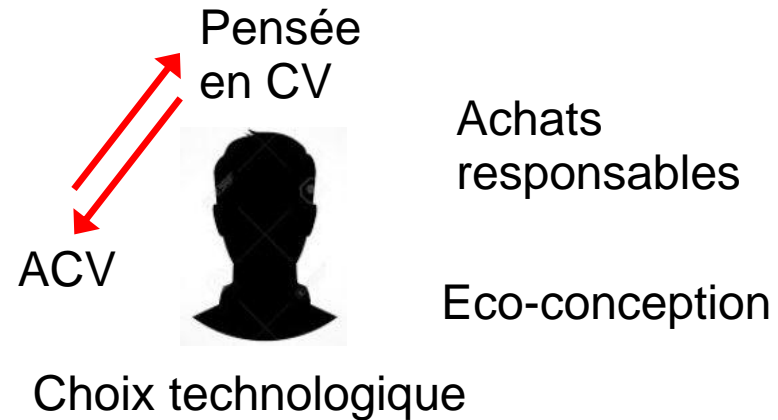 Pensée
en CV
Achats
responsables
ACV
Eco-conception
Choix technologique